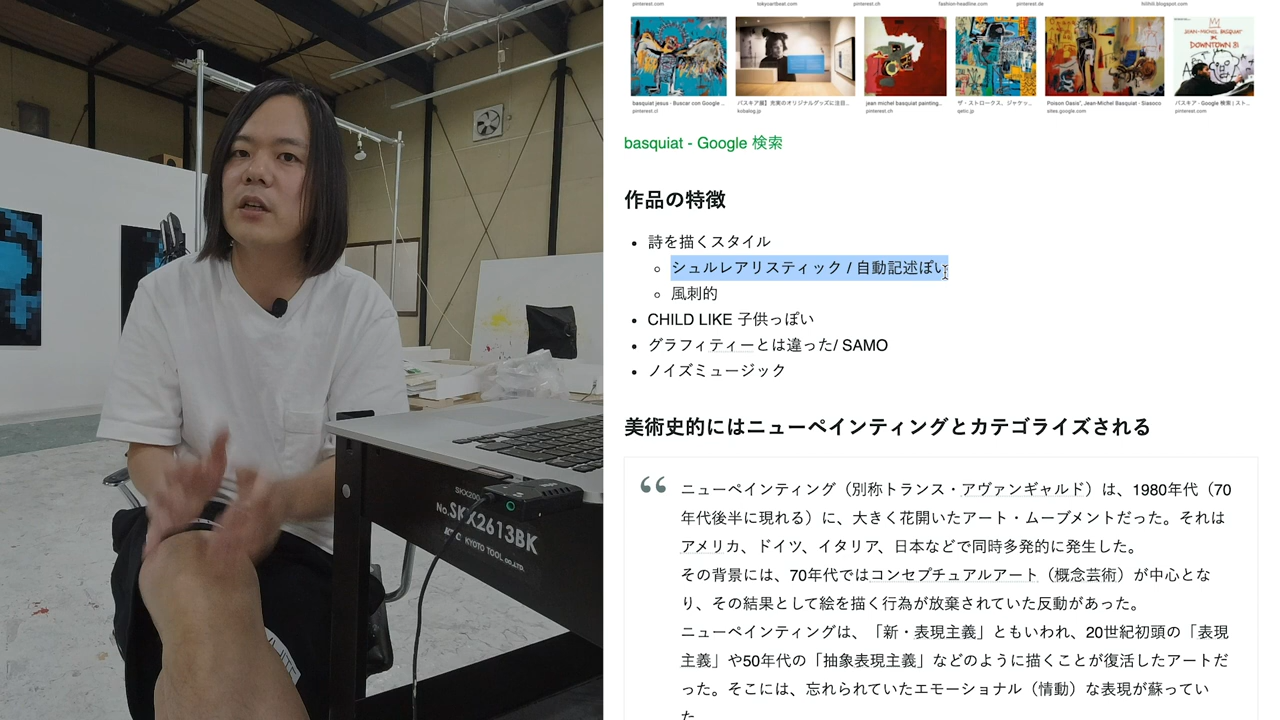 pinterest.com
tokyoartbeat.com
pinterest.ch
fashion-headline.com
pinterest.de
hilhill.blogspot.com
JEAN-MICHEL BASQUIAT
IN
DOWNTOWN 81
basquiat jesus - Buscar con Google ...
バスキア展】充実のオリジナルグッズに注目...
jean michel basquiat painting...
ザ・ストロークス、ジャケッ...
Poison Oasis", Jean-Michel Basquiat - Siasoco
バスキア - Google 検索 | スト...
pinterest.cl
kvibalog.jp
pinterest.ch
qetic.jp
sites.google.com
pinterest.com
basquiat - Google 検索
作品の特徴
詩を描くスタイル
シュルレアリスティック / 自動記述ぽい
風刺的
CHILD LIKE 子供っぽい
グラフィティーとは違った/ SAMO
ノイズミュージック
美術史的にはニューペインティングとカテゴライズされる
“
ニューペインティング（別称トランス・アヴァンギャルド）は、1980年代（70
年代後半に現れる）に、大きく花開いたアート・ムーブメントだった。それは
アメリカ、ドイツ、イタリア、日本などで同時多発的に発生した。
その背景には、70年代ではコンセプチュアルアート（概念芸術）が中心とな
り、その結果として絵を描く行為が放棄されていた反動があった。
ニューペインティングは、「新・表現主義」ともいわれ、20世紀初頭の「表現
主義」や50年代の「抽象表現主義」などのように描くことが復活したアートだ
った。そこには、忘れられていたエモーショナル（情動）な表現が蘇ってい
た。
No.SKX2613BK
KTC KYOTO TOOL CO.,LTD.